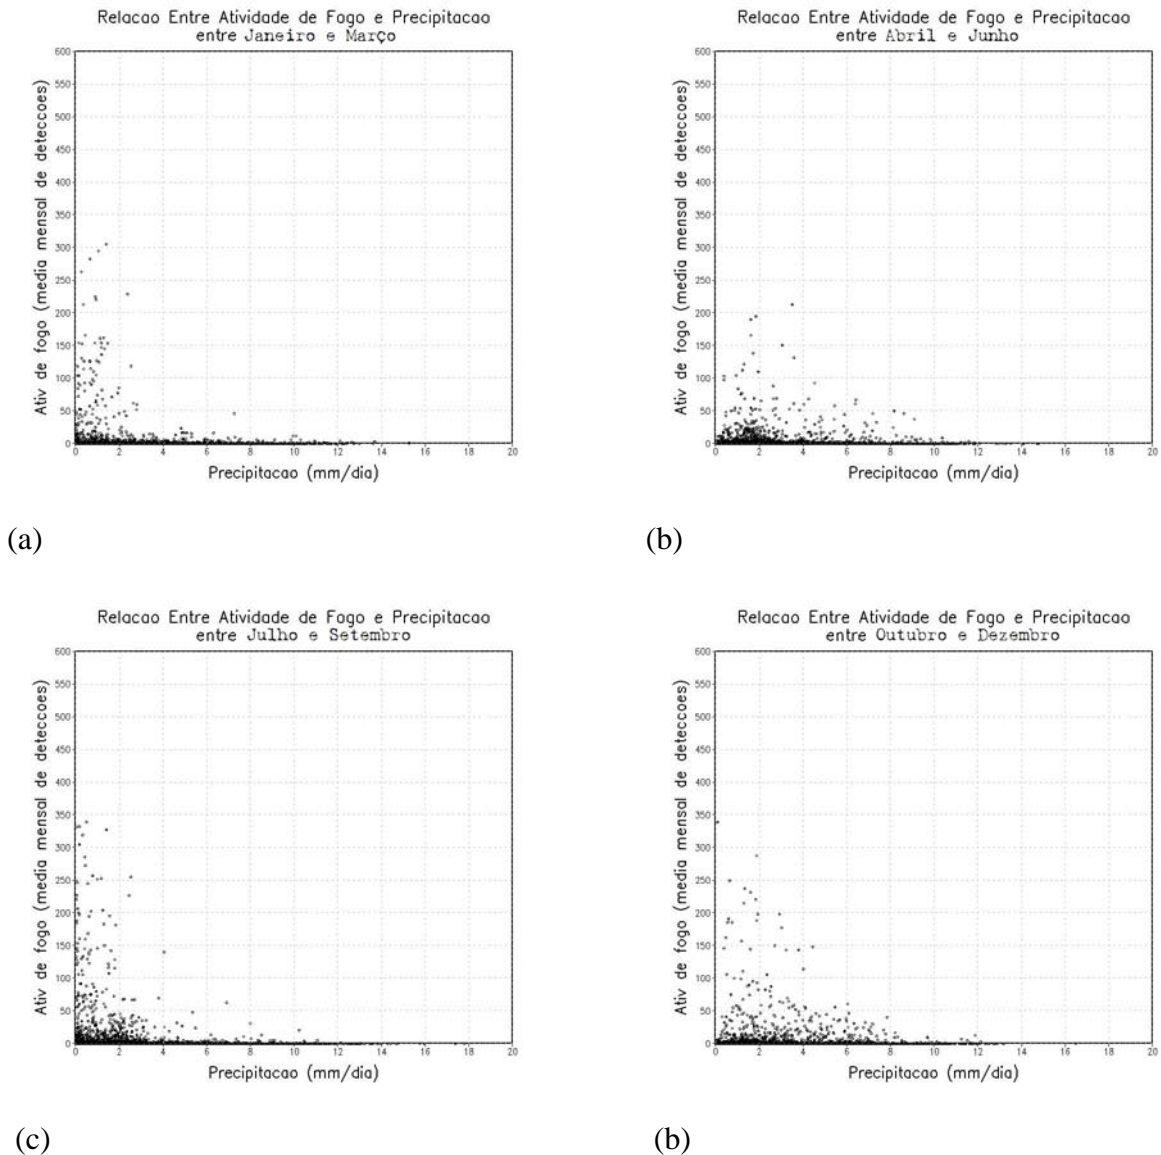 Relacao Entre Atividade de Fogo e Precipitacao
entre Janeiro e Março
600
550
500
450
400
350
300
250
200
150
100
50
0
Ativ de fogo (media mensal de deteccoes)
0 2 4 6 8 10 12 14 16 18 20
Precipitacao (mm/dia)
(a)
Relacao Entre Atividade de Fogo e Precipitacao
entre Abril e Junho
600
550
500
450
400
350
300
250
200
150
100
50
0
Ativ de fogo (media mensal de deteccoes)
0 2 4 6 8 10 12 14 16 18 20
Precipitacao (mm/dia)
(b)
Relacao Entre Atividade de Fogo e Precipitacao
entre Julho e Setembro
600
550
500
450
400
350
300
250
200
150
100
50
0
Ativ de fogo (media mensal de deteccoes)
0 2 4 6 8 10 12 14 16 18 20
Precipitacao (mm/dia)
(c)
Relacao Entre Atividade de Fogo e Precipitacao
entre Outubro e Dezembro
600
550
500
450
400
350
300
250
200
150
100
50
0
Ativ de fogo (media mensal de deteccoes)
0 2 4 6 8 10 12 14 16 18 20
Precipitacao (mm/dia)
(b)